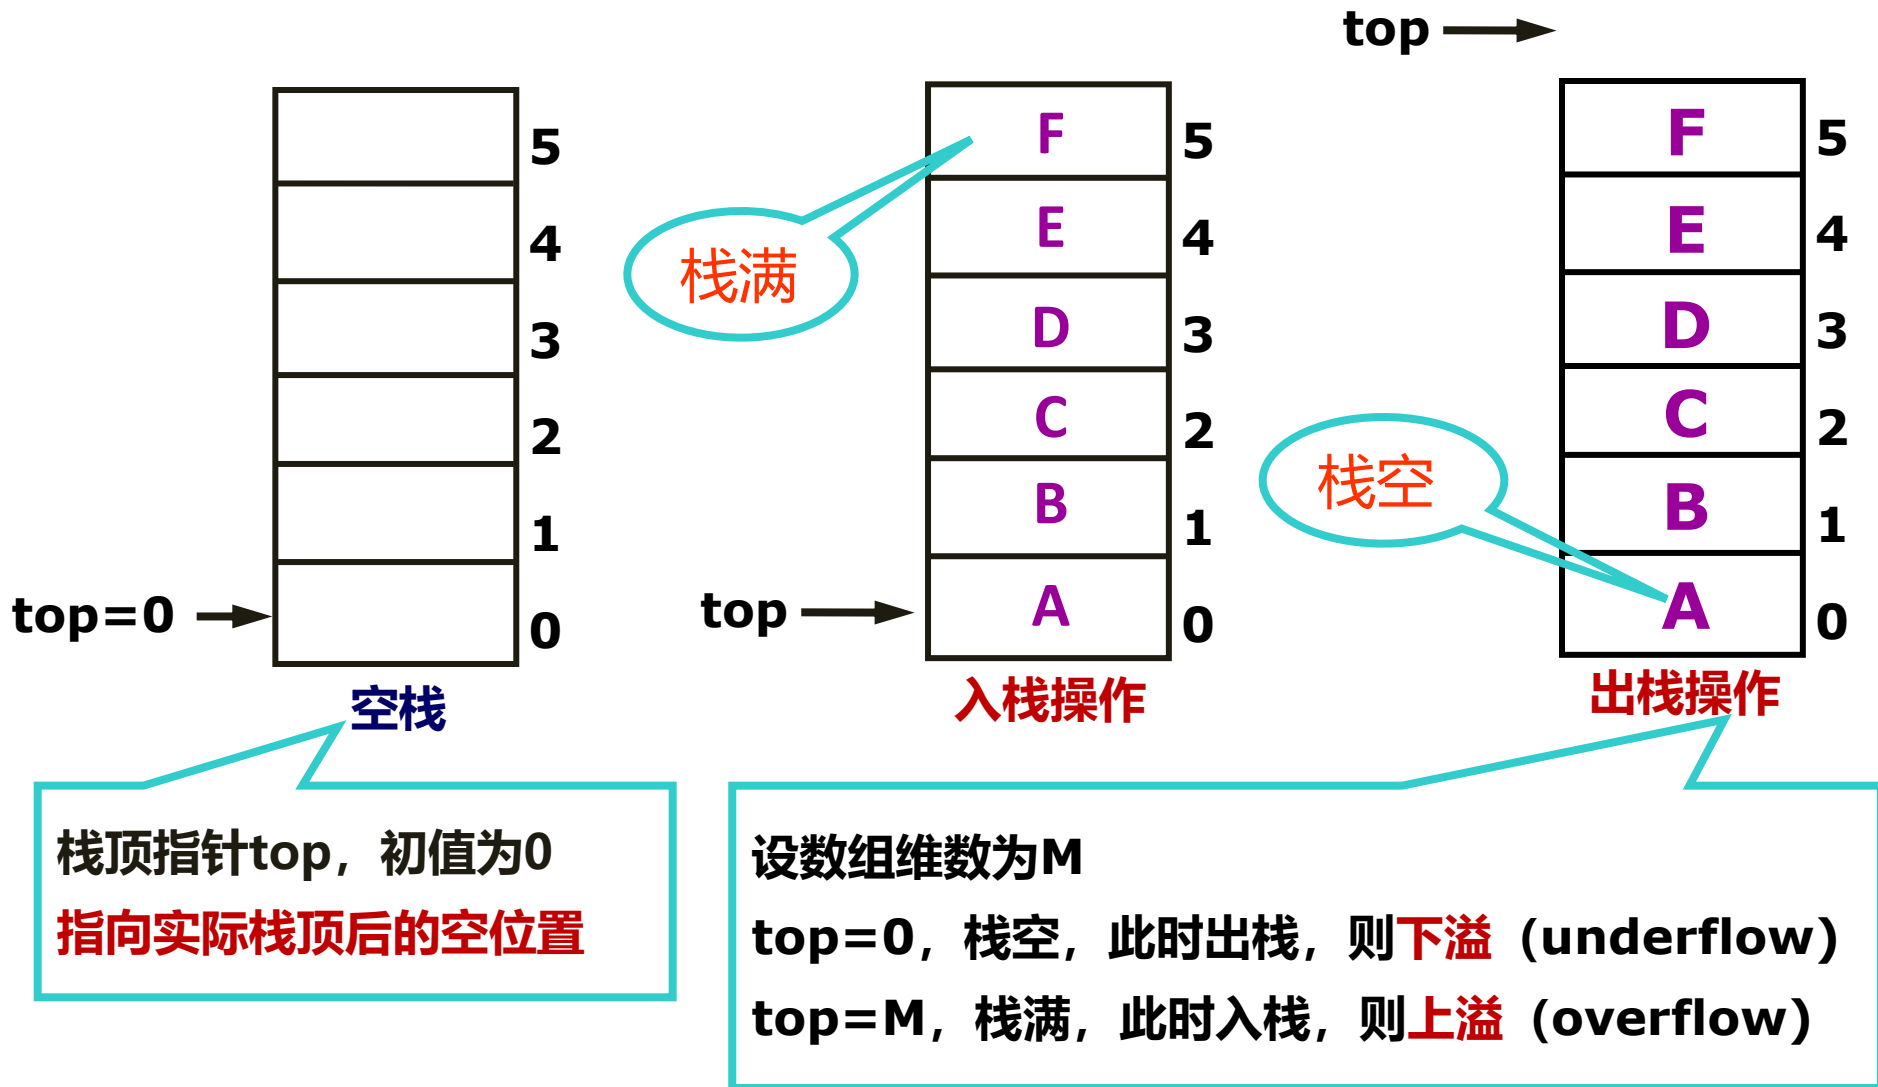 top
5
4
3
2
1
0
top=0
空栈
F
E
D
C
B
A
5
4
3
2
1
0
栈满
top
入栈操作
F
E
D
C
B
A
5
4
3
2
1
0
栈空
出栈操作
栈顶指针top，初值为0
指向实际栈顶后的空位置
设数组维数为M
top=0，栈空，此时出栈，则下溢（underflow）
top=M，栈满，此时入栈，则上溢（overflow）